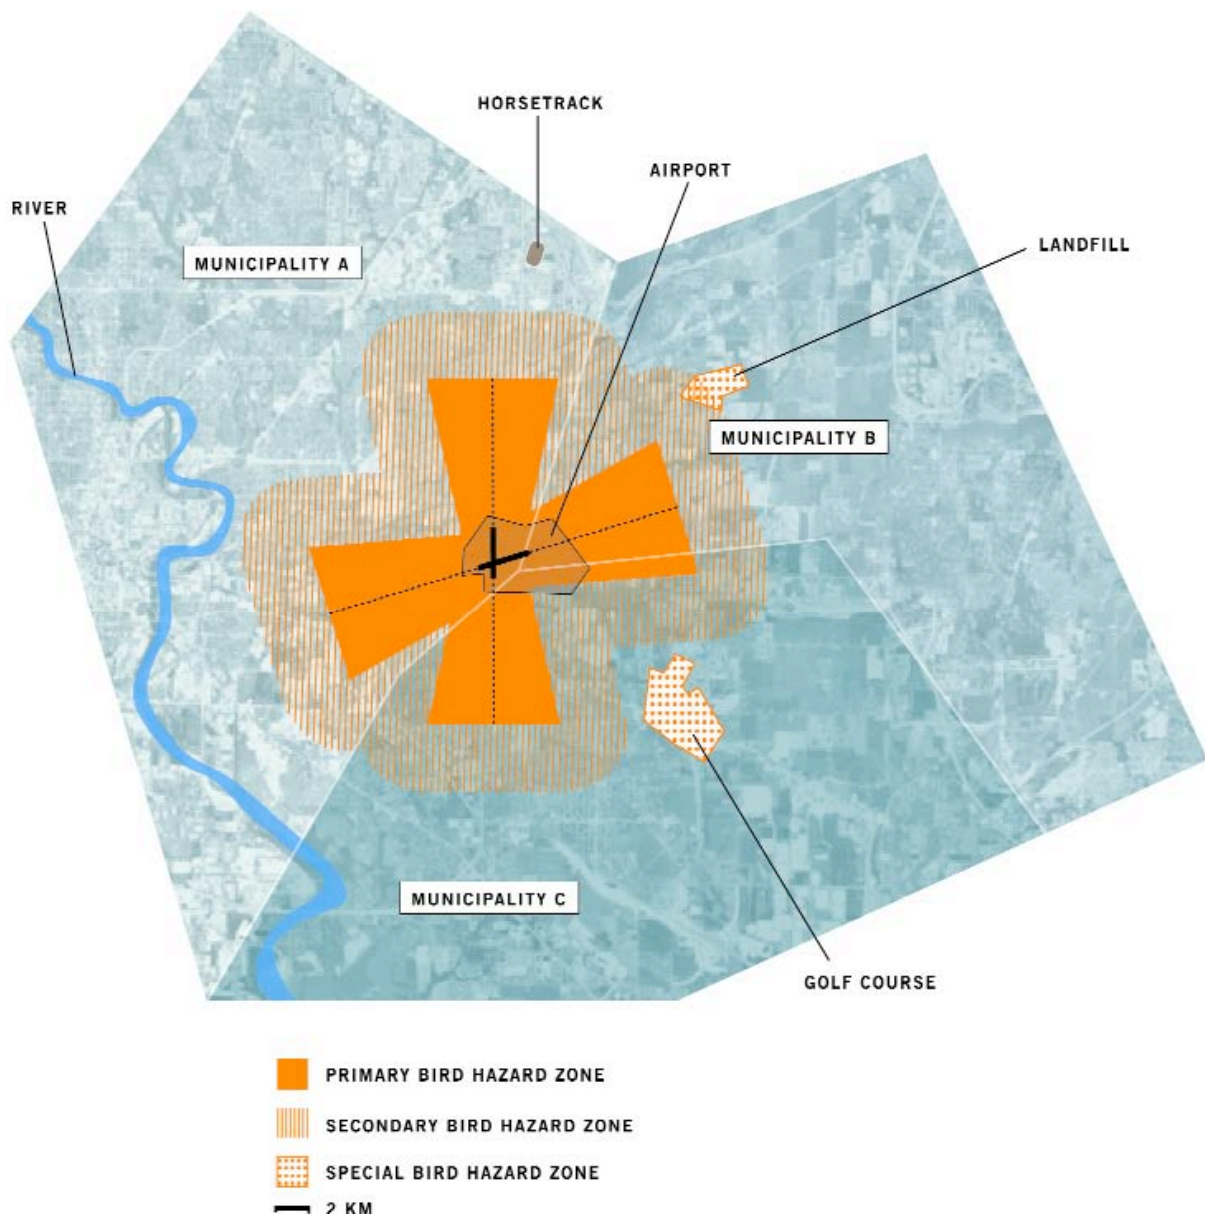 HORSETRACK
AIRPORT
RIVER
LANDFILL
MUNICIPALITY A
MUNICIPALITY B
MUNICIPALITY C
GOLF COURSE
PRIMARY BIRD HAZARD ZONE
SECONDARY BIRD HAZARD ZONE
SPECIAL BIRD HAZARD ZONE
2 KM